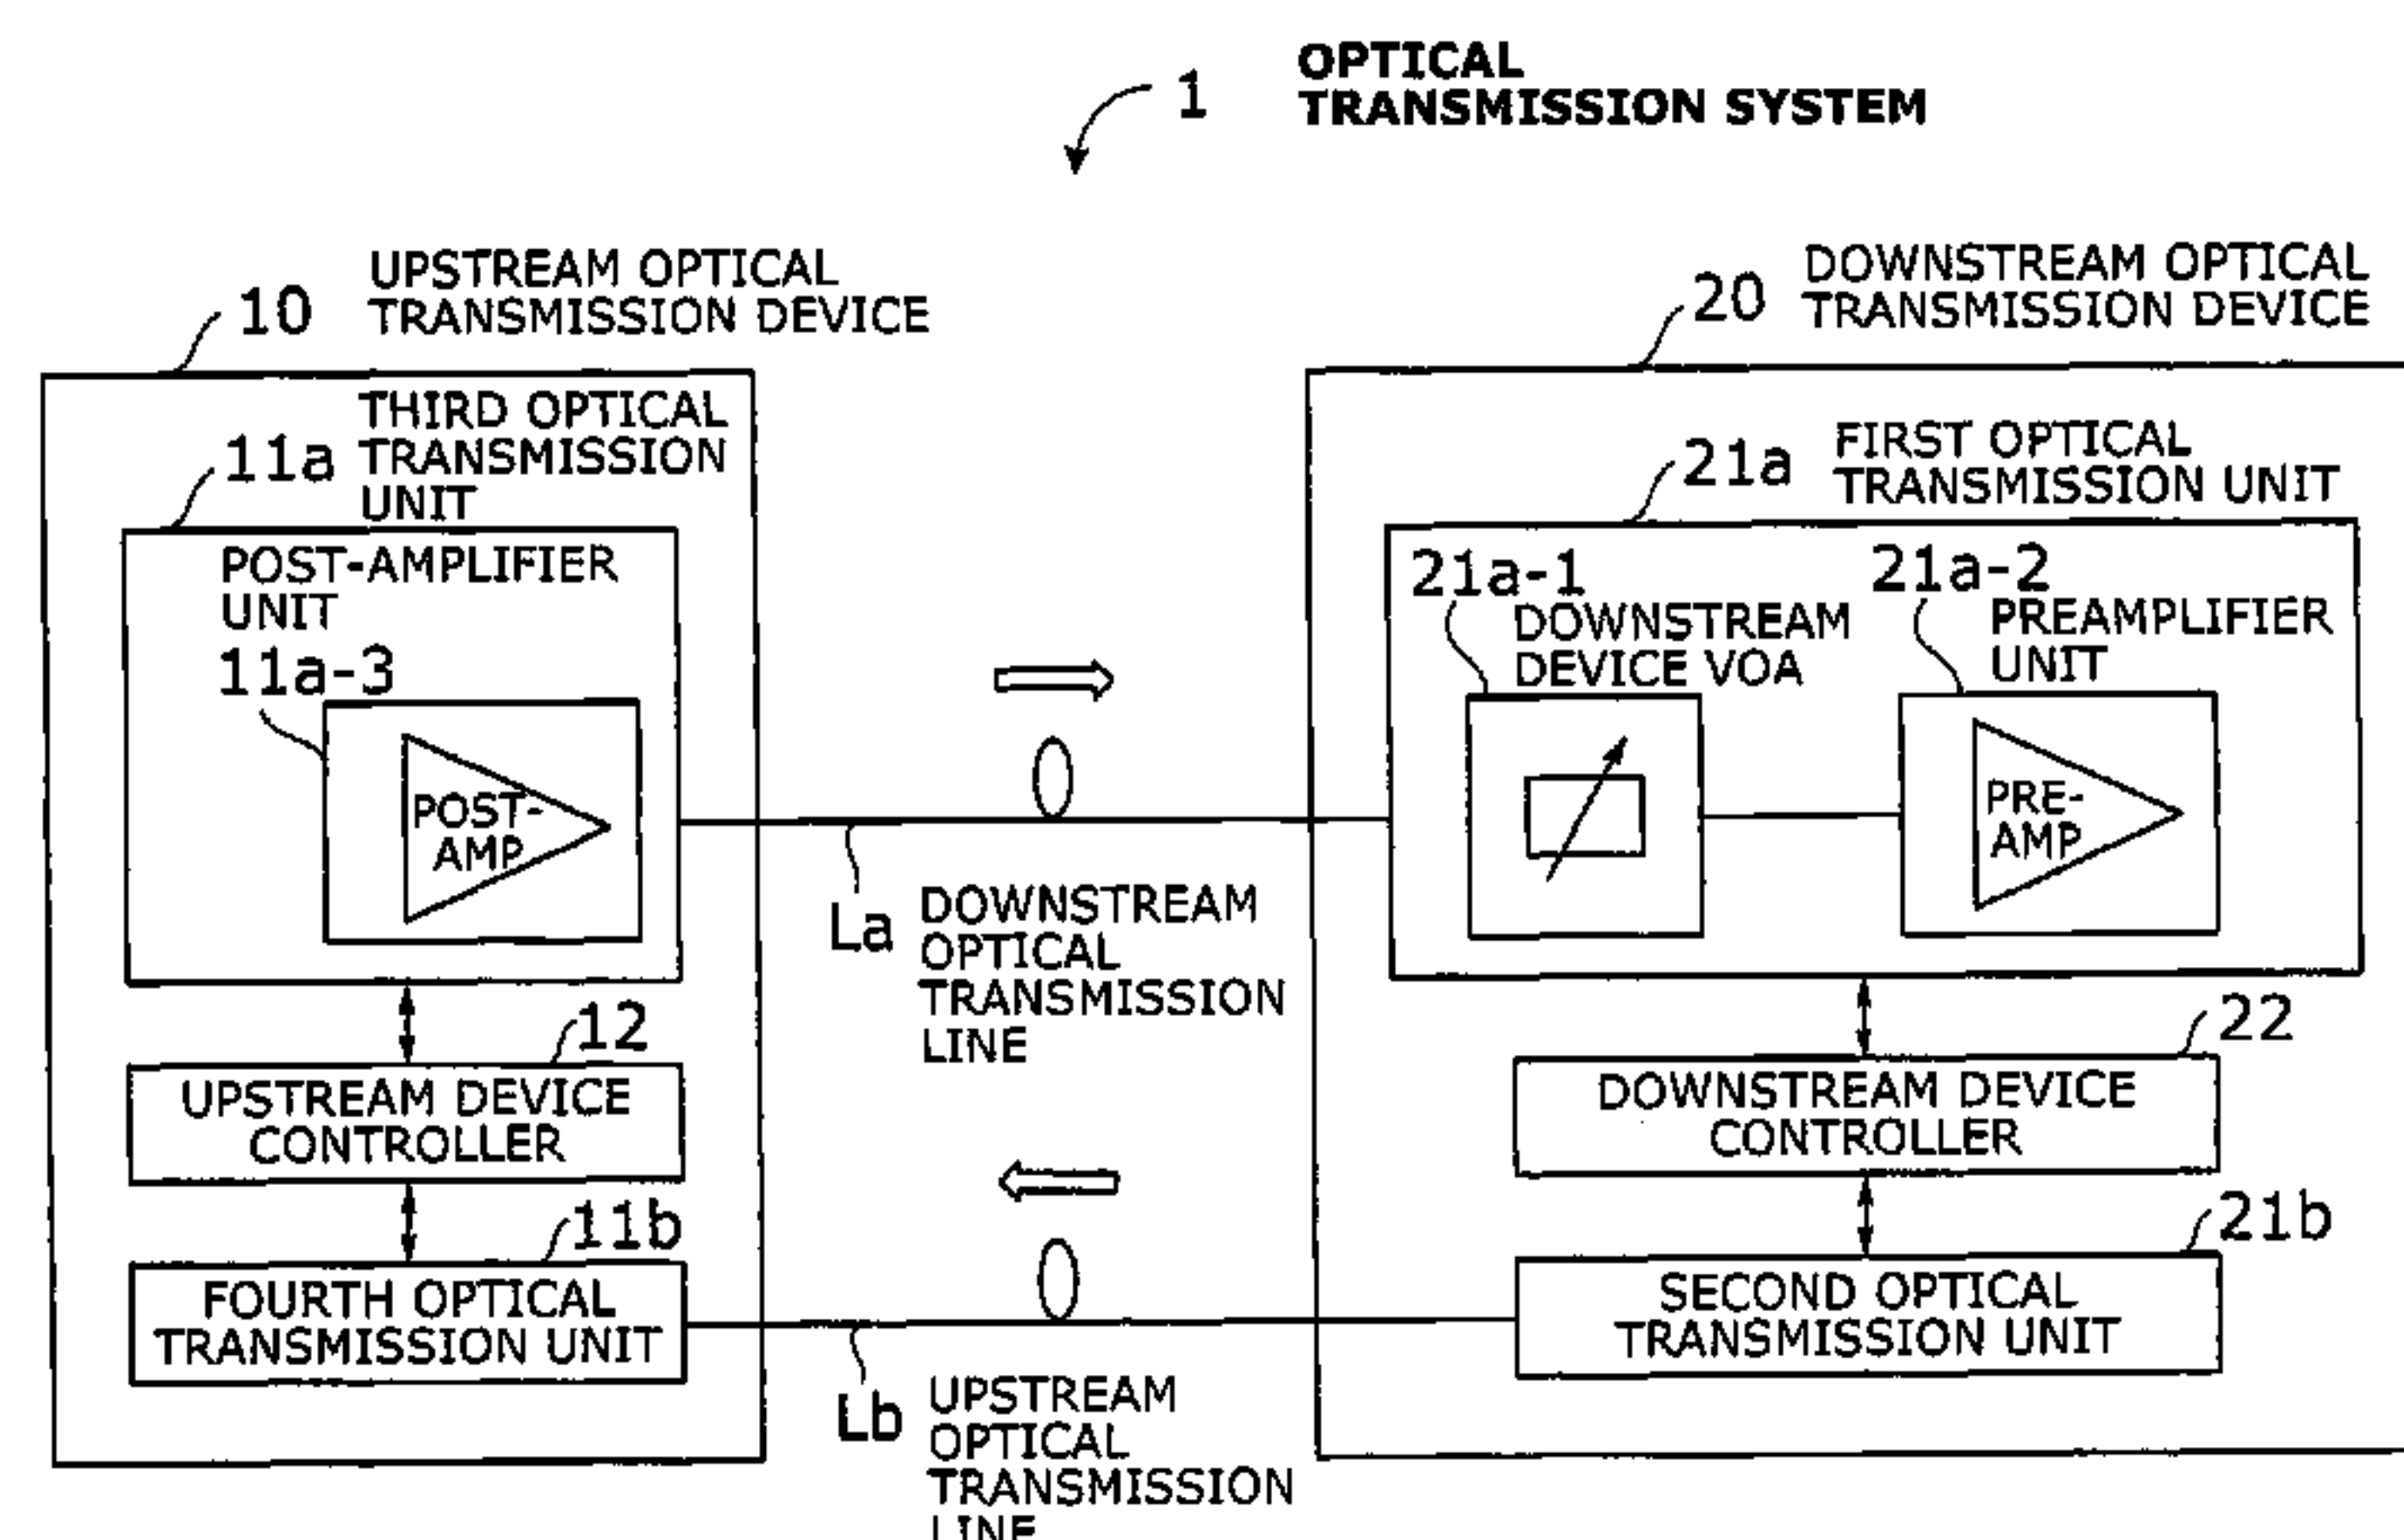 1
OPTICAL
TRANSMISSION SYSTEM
10
UPSTREAM OPTICAL
TRANSMISSION DEVICE
11a
THIRD OPTICAL
TRANSMISSION
UNIT
POST-AMPLIFIER
UNIT
11a-3
POST-
AMP
12
UPSTREAM DEVICE
CONTROLLER
11b
FOURTH OPTICAL
TRANSMISSION UNIT
La
DOWNSTREAM
OPTICAL
TRANSMISSION
LINE
Lb
UPSTREAM
OPTICAL
TRANSMISSION
LINE
20
DOWNSTREAM OPTICAL
TRANSMISSION DEVICE
21a
FIRST OPTICAL
TRANSMISSION UNIT
21a-1
DOWNSTREAM
DEVICE VOA
21a-2
PREAMPLIFIER
UNIT
PRE-
AMP
22
DOWNSTREAM DEVICE
CONTROLLER
21b
SECOND OPTICAL
TRANSMISSION UNIT